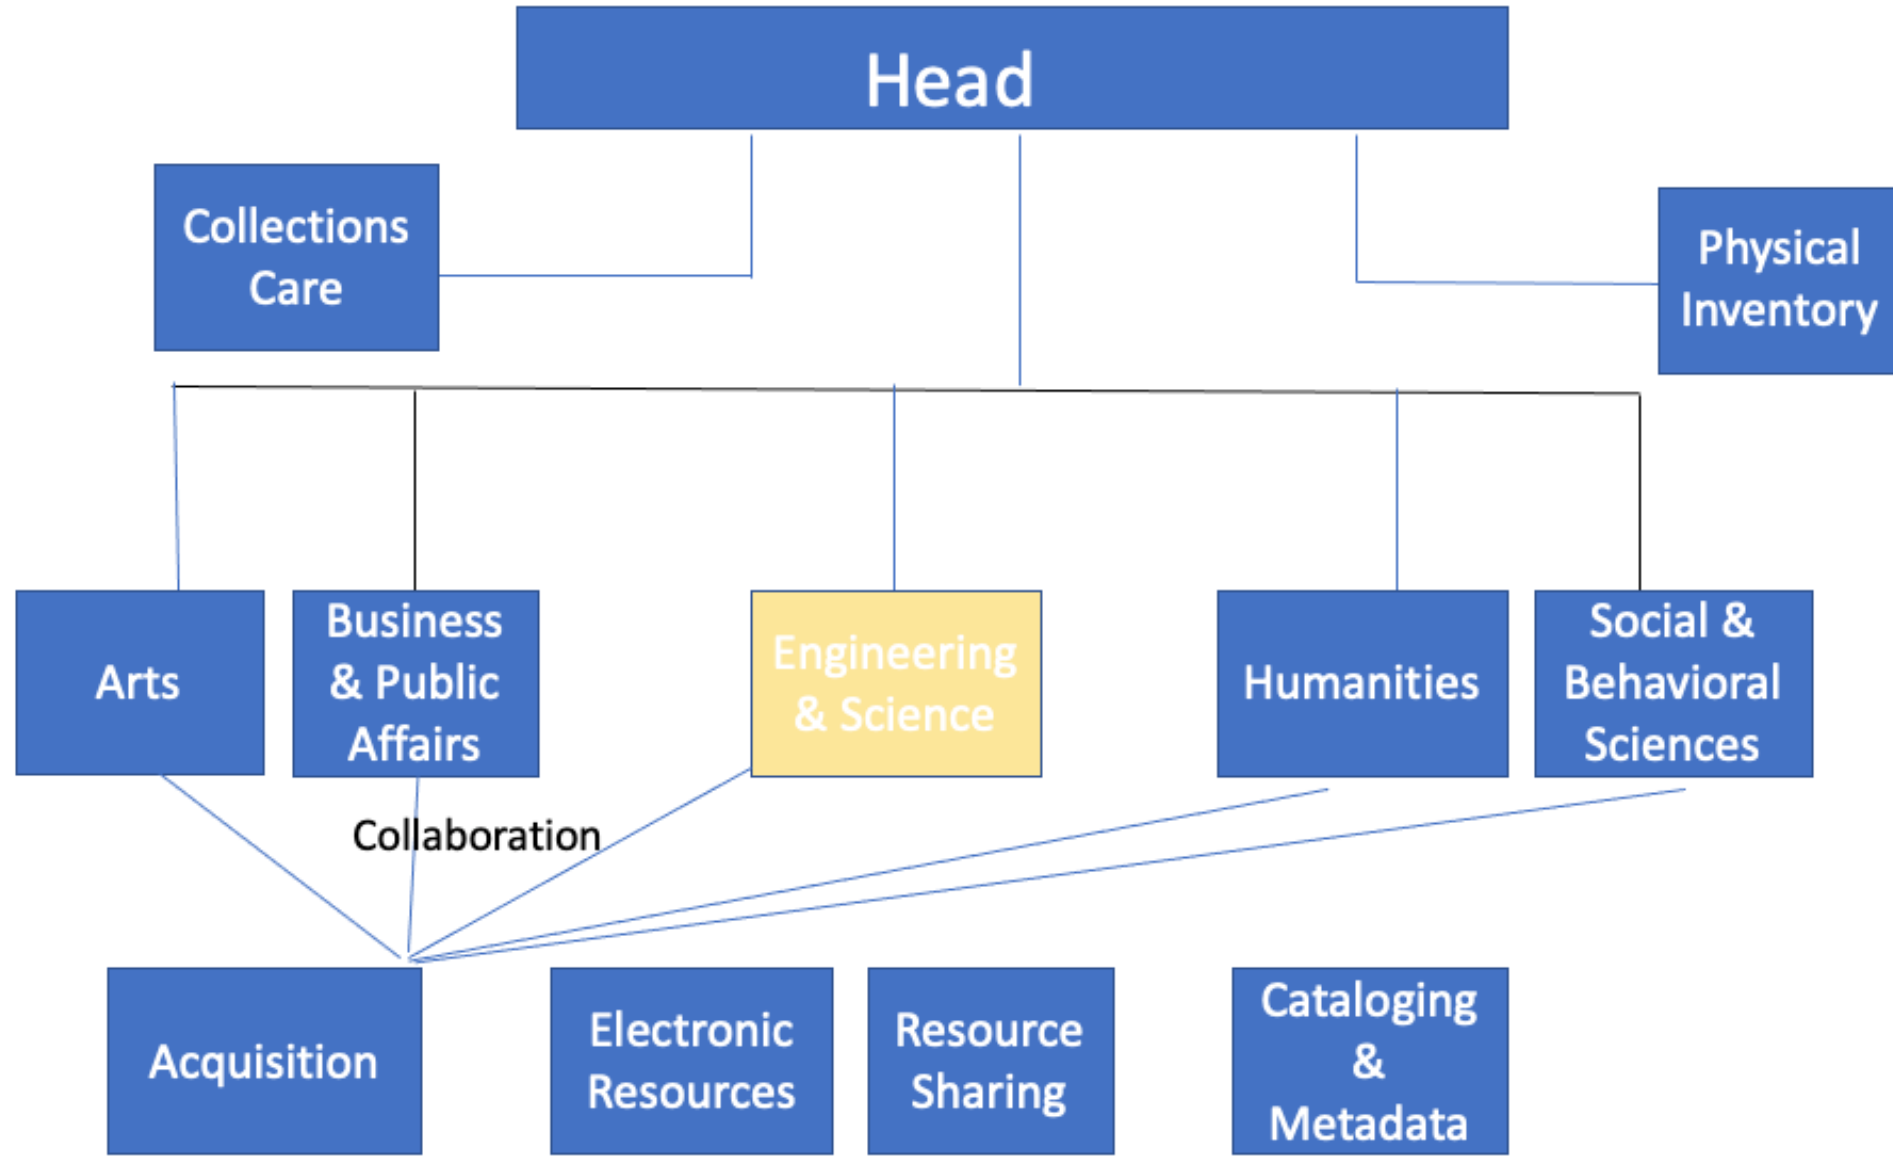 Head
Collections
Care
Physical
Inventory
Arts
Business
& Public
Affairs
Engineering
& Science
Humanities
Social &
Behavioral
Sciences
Collaboration
Acquisition
Electronic
Resources
Resource
Sharing
Cataloging
&
Metadata